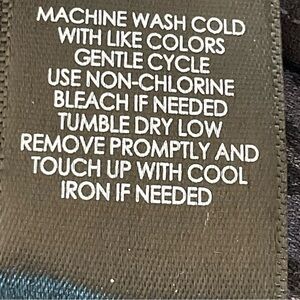 MACHINE WASH COLD
WITH LIKE COLORS
GENTLE CYCLE
USE NON-CHLORINE
BLEACH IF NEEDED
TUMBLE DRY LOW
REMOVE PROMPTLY AND
TOUCH UP WITH COOL
IRON IF NEEDED